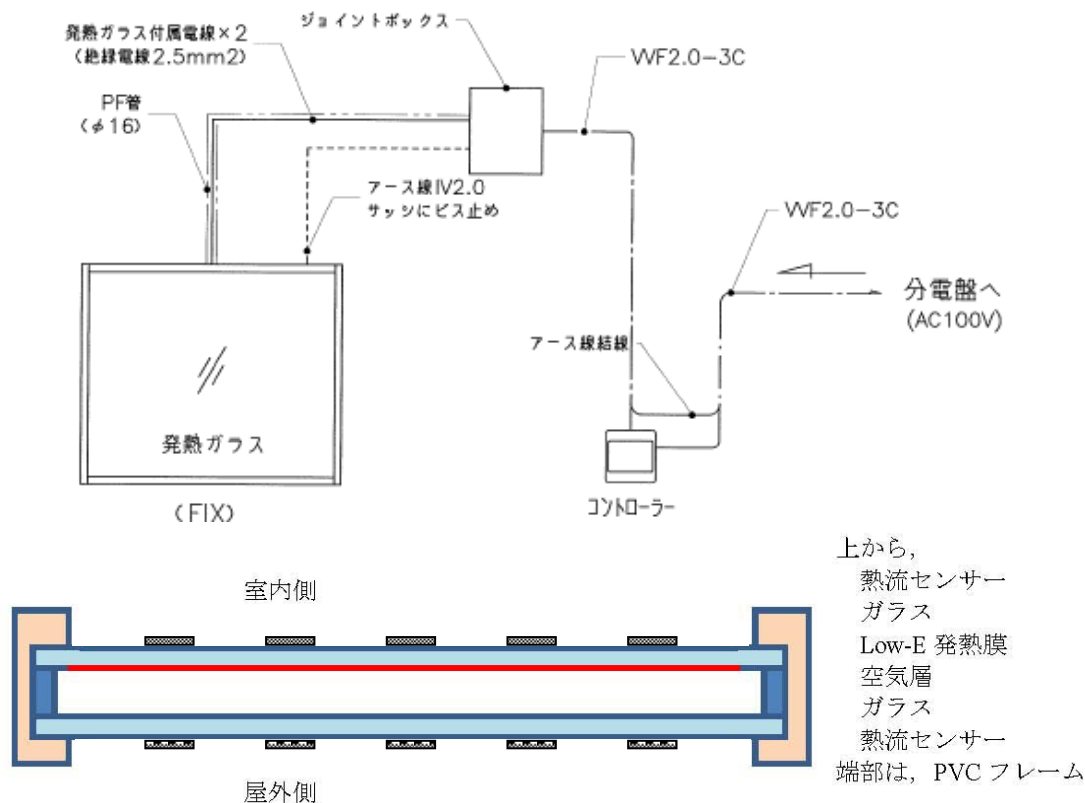 ジョイントボックス
発熱ガラス付属電線×2
(絶縁電線2.5mm2)
VVF2.0-3C
PF管
(φ16)
アース線IV2.0
サッシにビス止め
VVF2.0-3C
分電盤へ
(AC100V)
アース線結線
発熱ガラス
(FIX)
コントローラー
室内側
屋外側
上から,
熱流センサー
ガラス
Low-E 発熱膜
空気層
ガラス
熱流センサー
端部は, PVC フレーム